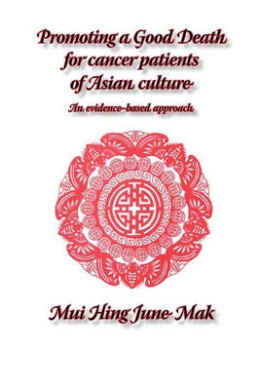 Promoting a Good Death
for cancer patients
of Asian culture
An evidence-based approach
Mui Hing June Mak